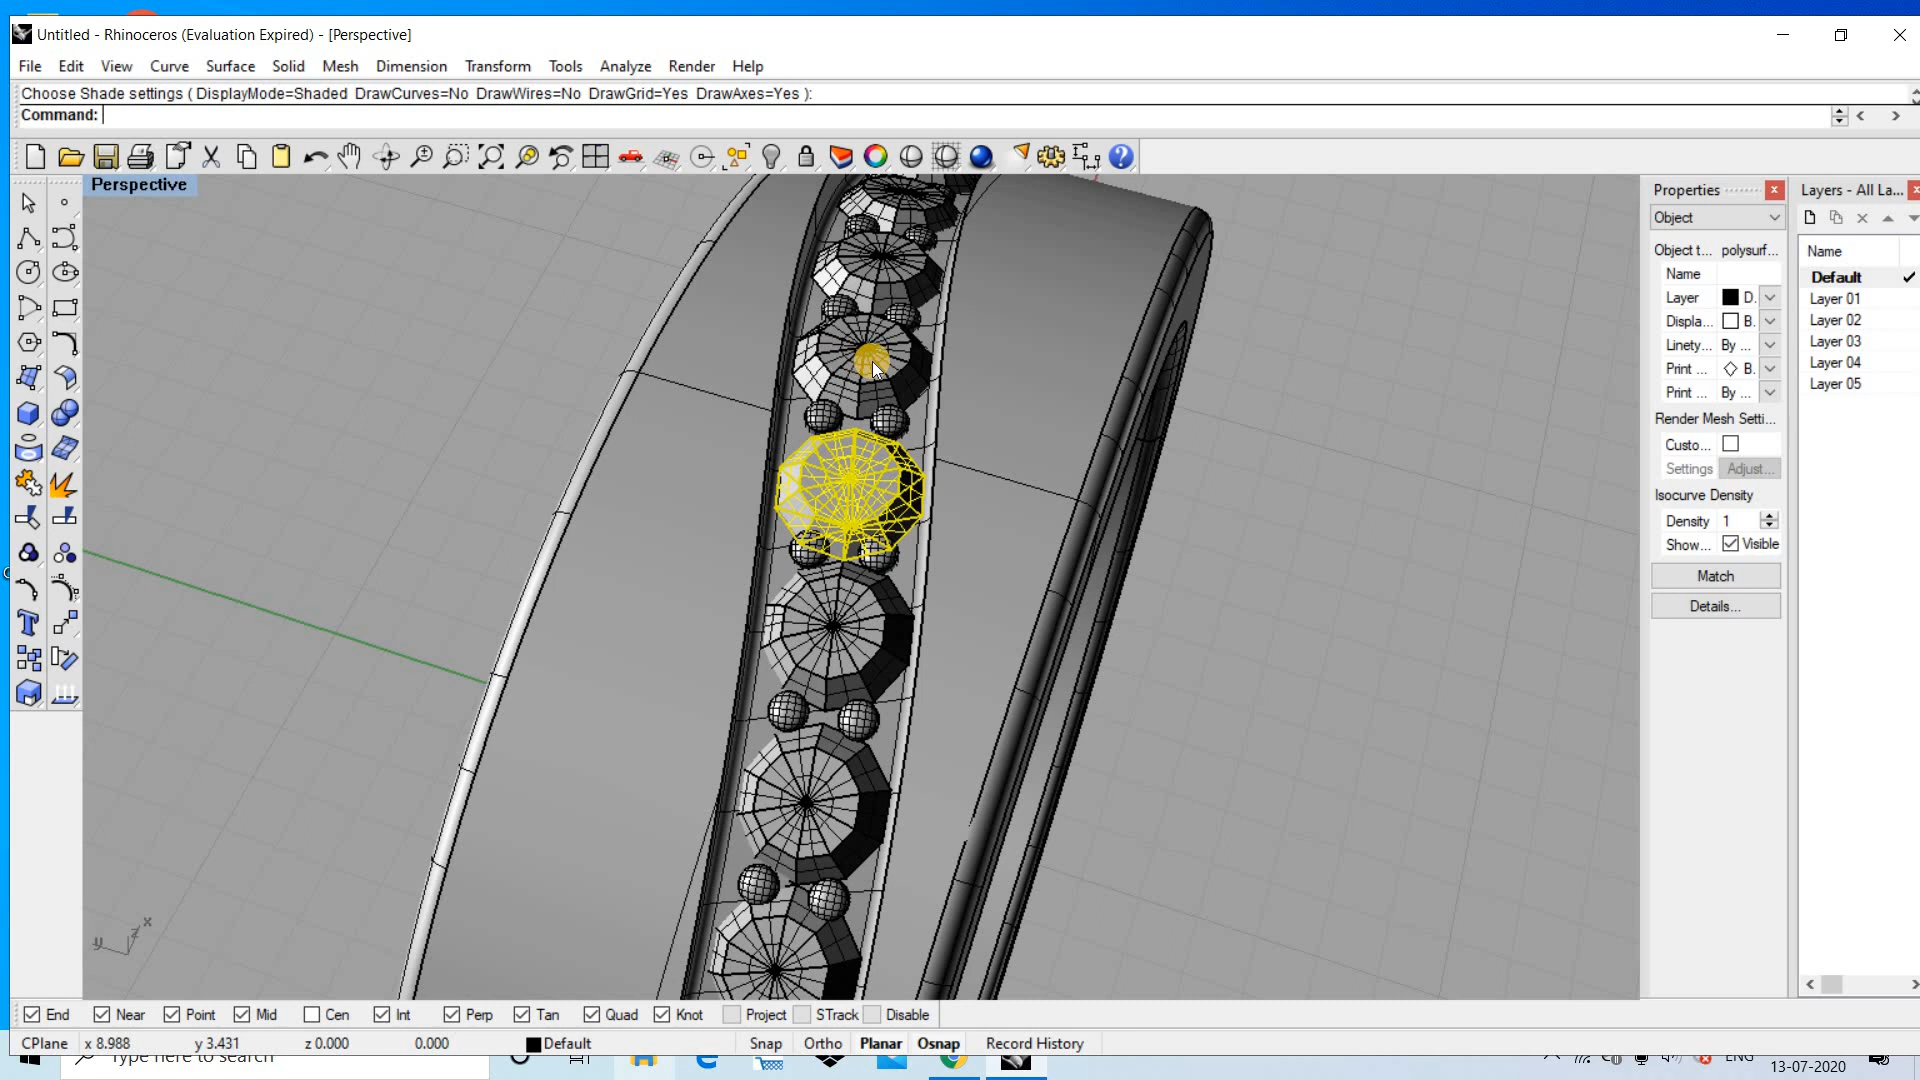 Untitled - Rhinoceros (Evaluation Expired) - [Perspective]
File Edit View Curve Surface Solid Mesh Dimension Transform Tools Analyze Render Help
Choose Shade settings ( DisplayMode=Shaded DrawCurves=No DrawWires=No DrawGrid=Yes DrawAxes=Yes ):
Command:
Perspective
Properties
Layers - All La...
Object
Object t... polysurf...
Name
Layer D.
Displa... B.
Linety... By ...
Print ... B.
Print ... By ...
Render Mesh Setti...
Custo...
Settings Adjust...
Isocurve Density
Density 1
Show... Visible
Match
Details...
Name
Default
Layer 01
Layer 02
Layer 03
Layer 04
Layer 05
y z x
End Near Point Mid Cen Int Perp Tan Quad Knot Project STrack Disable
CPlane x 8.988 y 3.431 z 0.000 0.000 Default Snap Ortho Planar Osnap Record History
Type here to search
ENG
13-07-2020